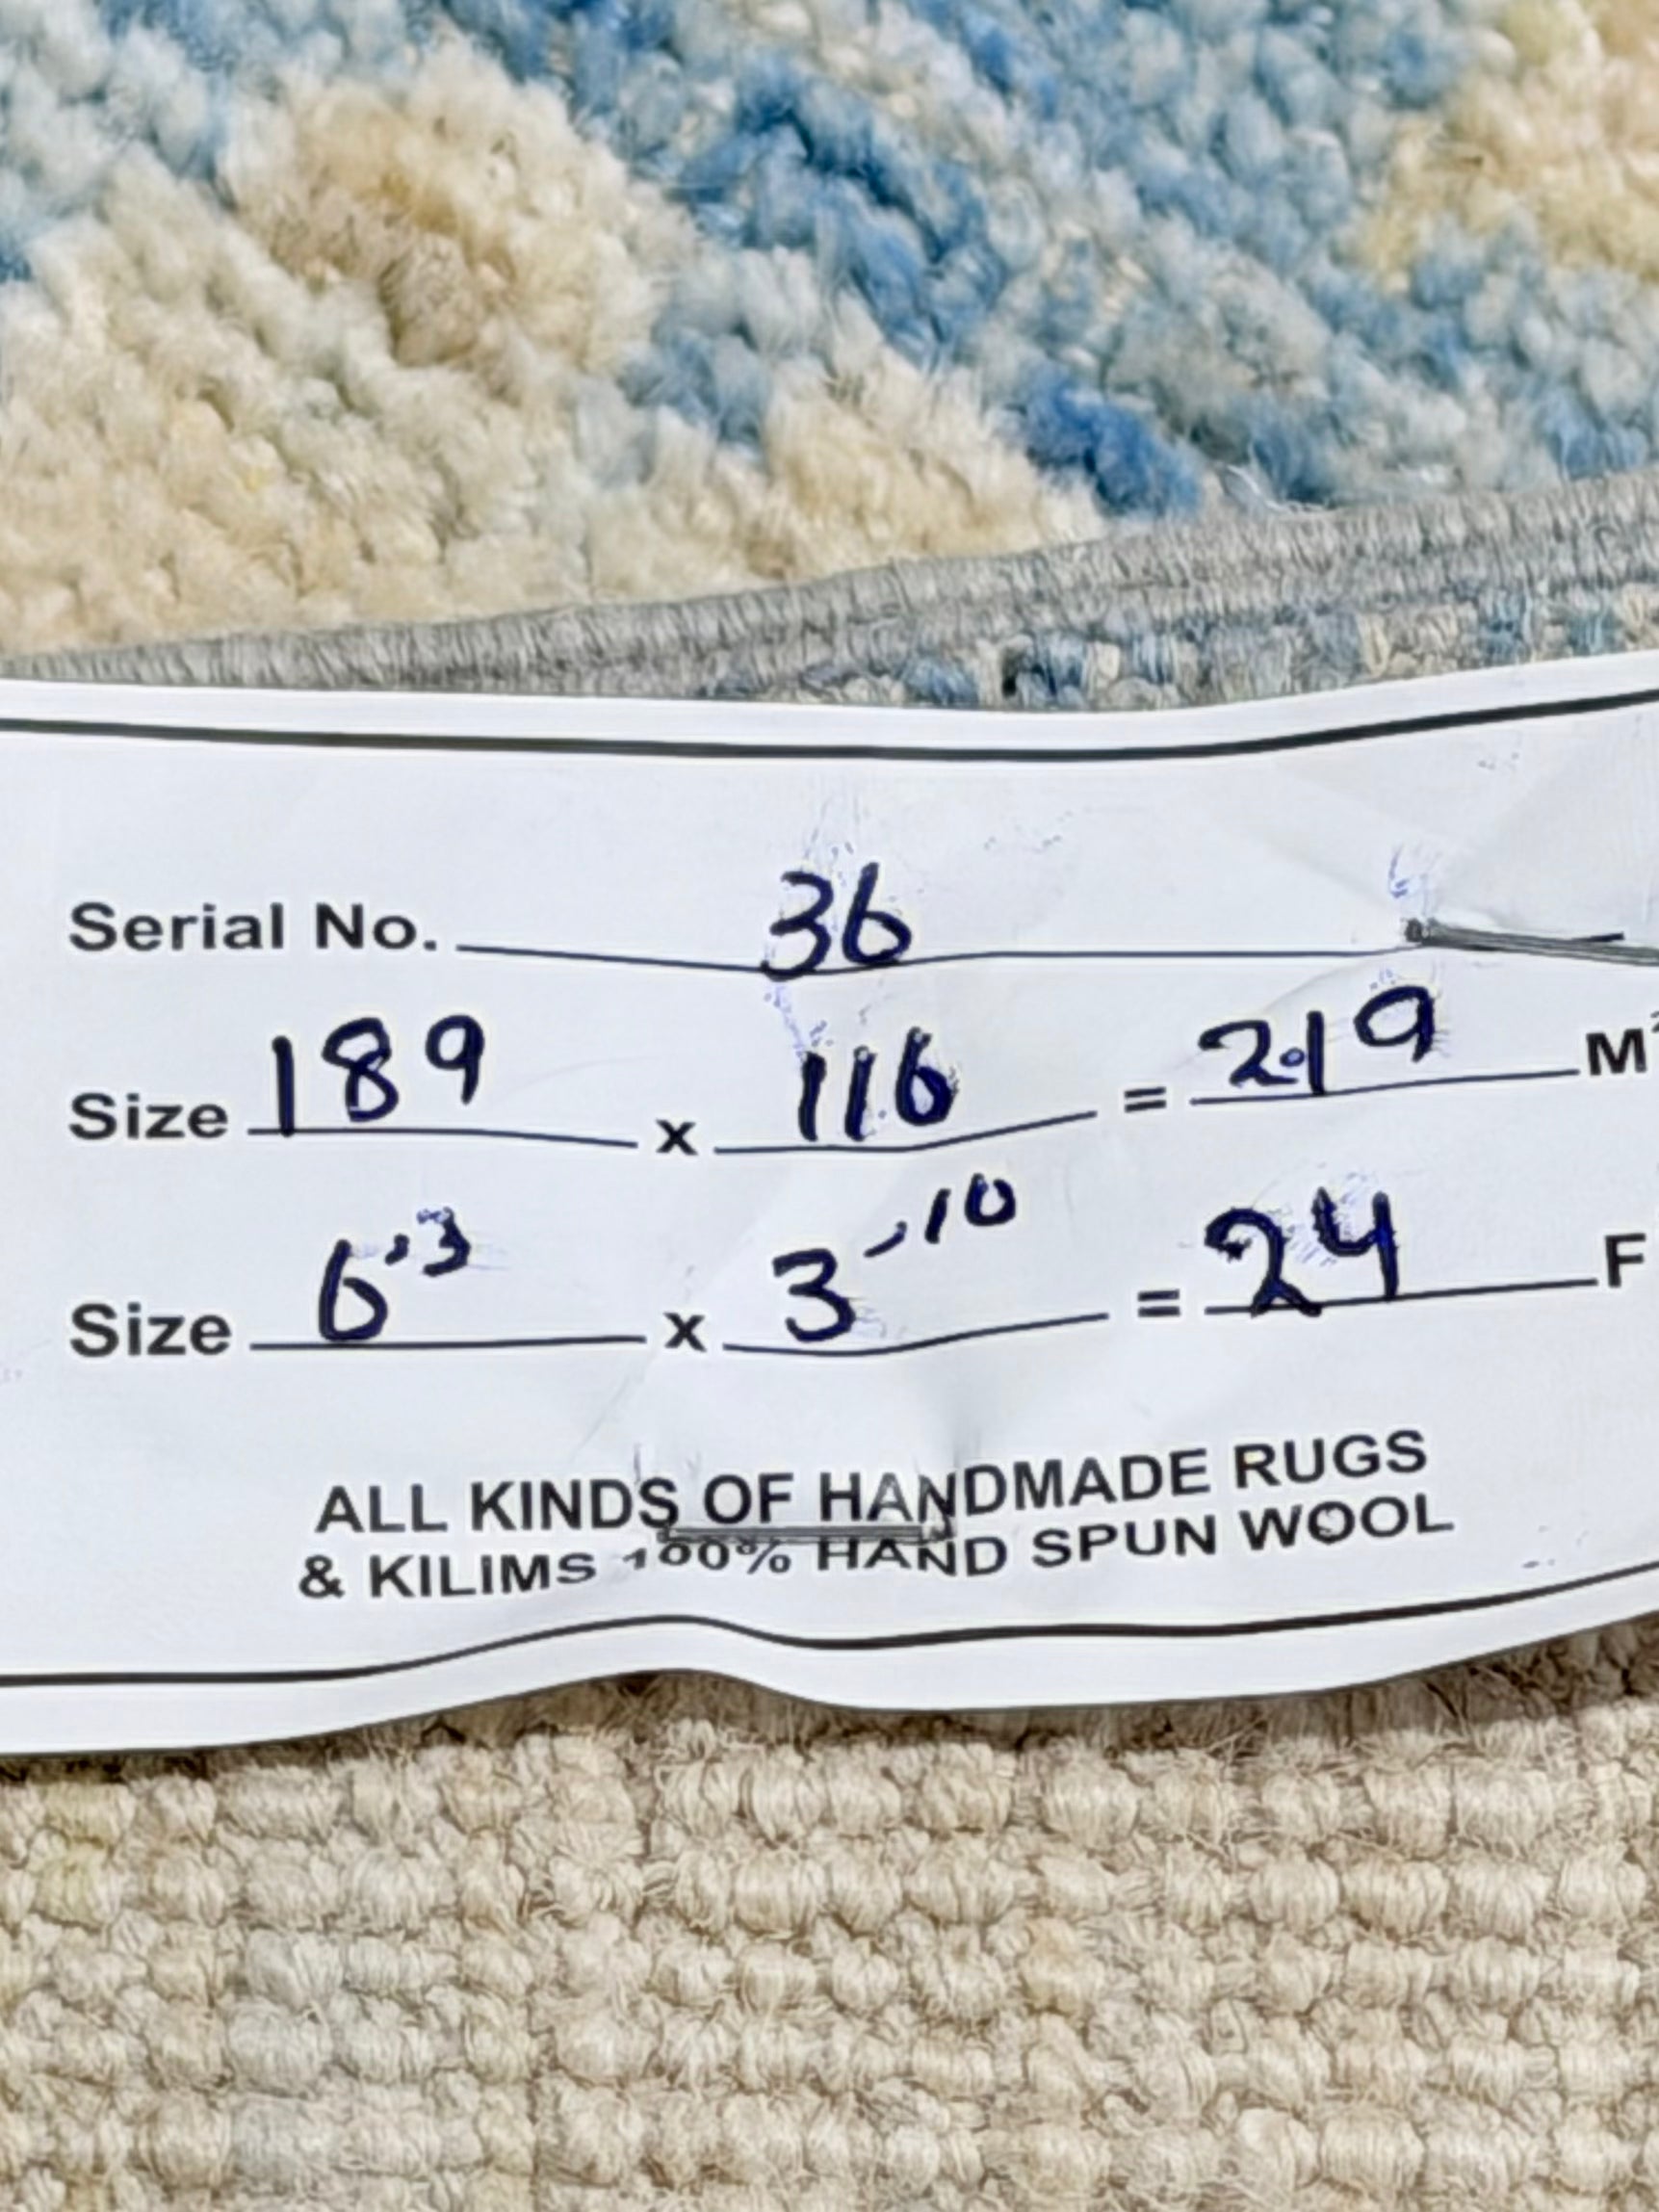 Serial No. 36
Size 189 x 116 = 2.19 M²
Size 6'3 x 3'10 = 24 F
ALL KINDS OF HANDMADE RUGS
& KILIMS 100% HAND SPUN WOOL